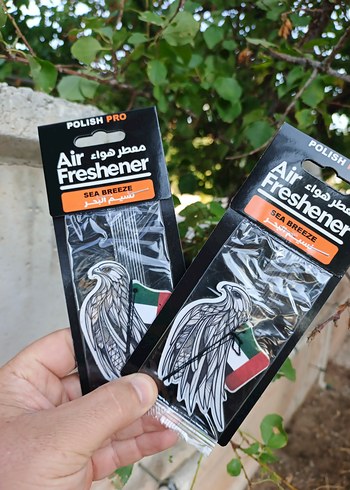 POLISH PRO
Air معطر هواء
Freshener
SEA BREEZE
نسيم البحر
POLISH
Air معطر هواء
Freshener
SEA BREEZE
نسيم البحر